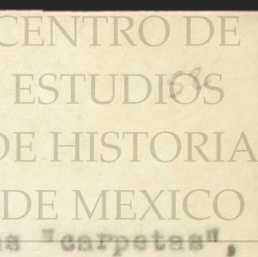 CENTRO DE
ESTUDIOS
DE HISTORIA
DE MEXICO
"carpetas",